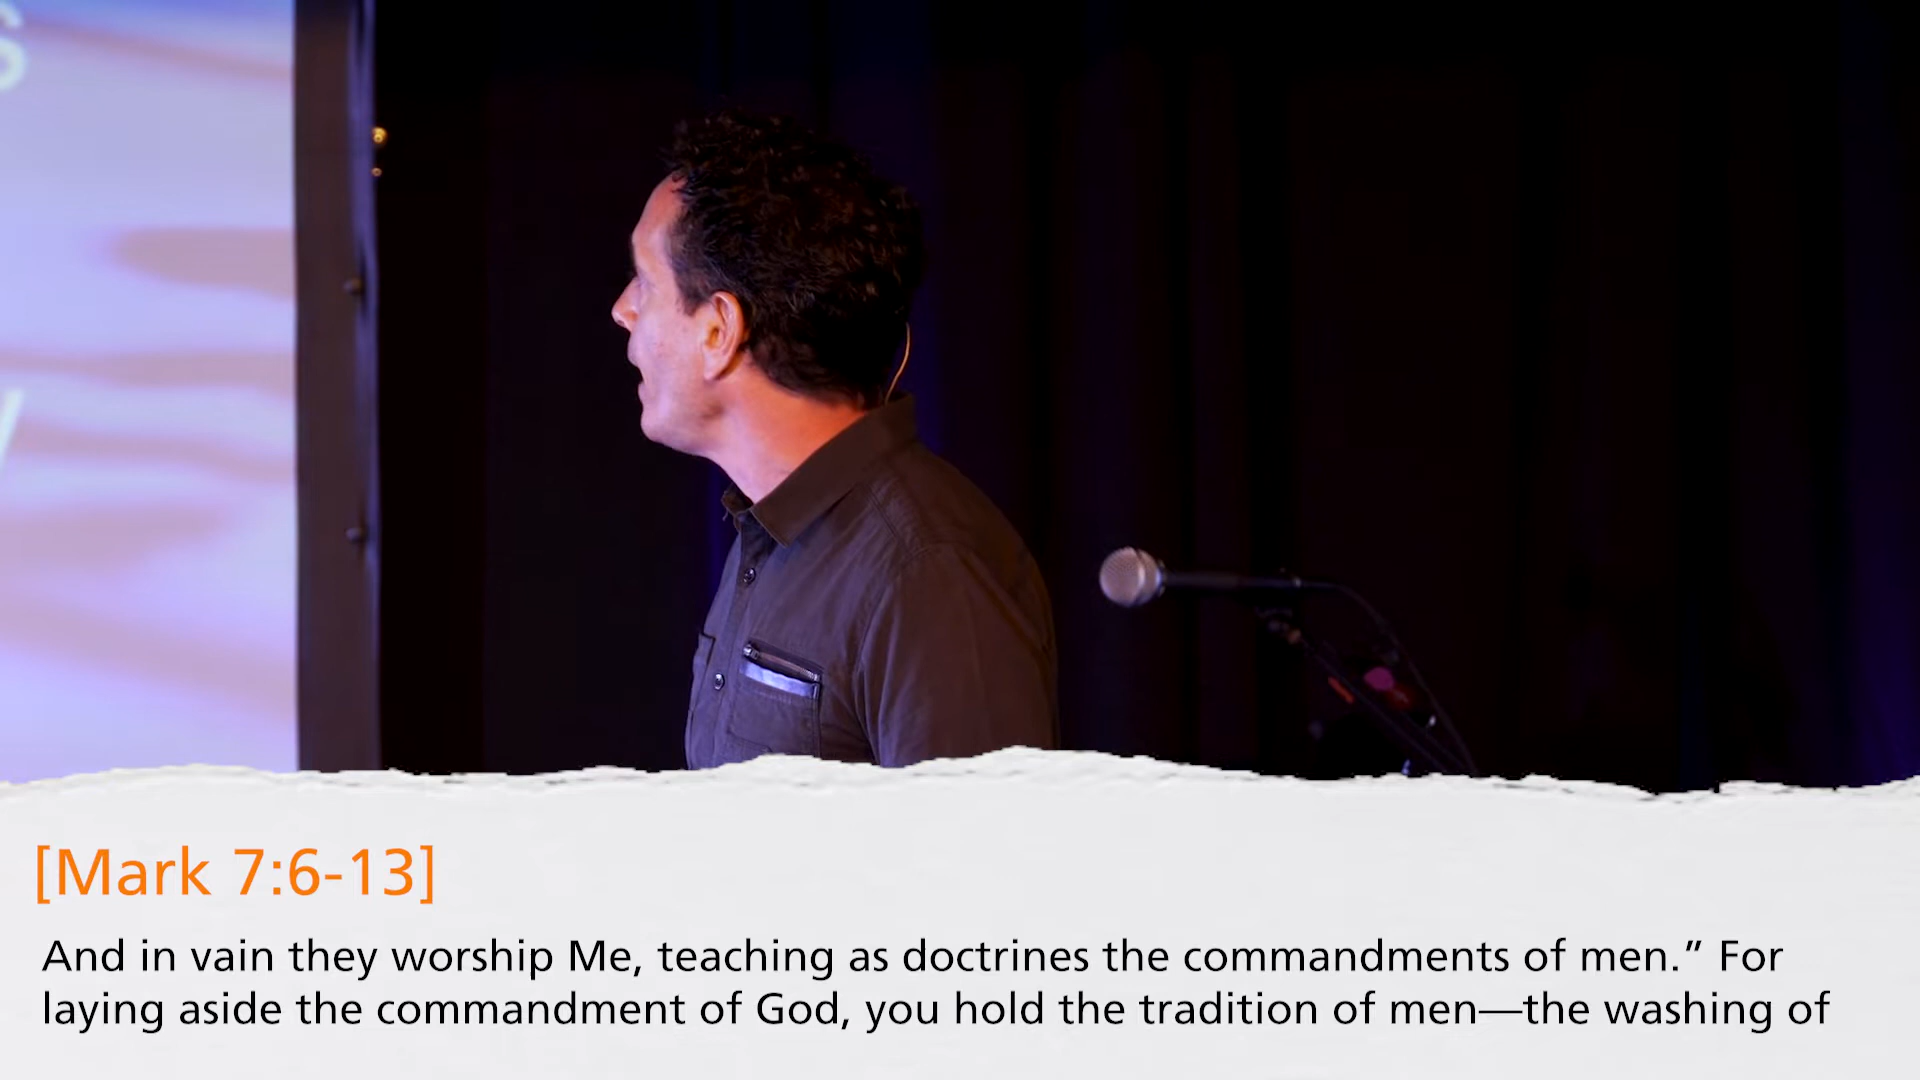 S
[Mark 7:6-13]
And in vain they worship Me, teaching as doctrines the commandments of men.” For
laying aside the commandment of God, you hold the tradition of men—the washing of